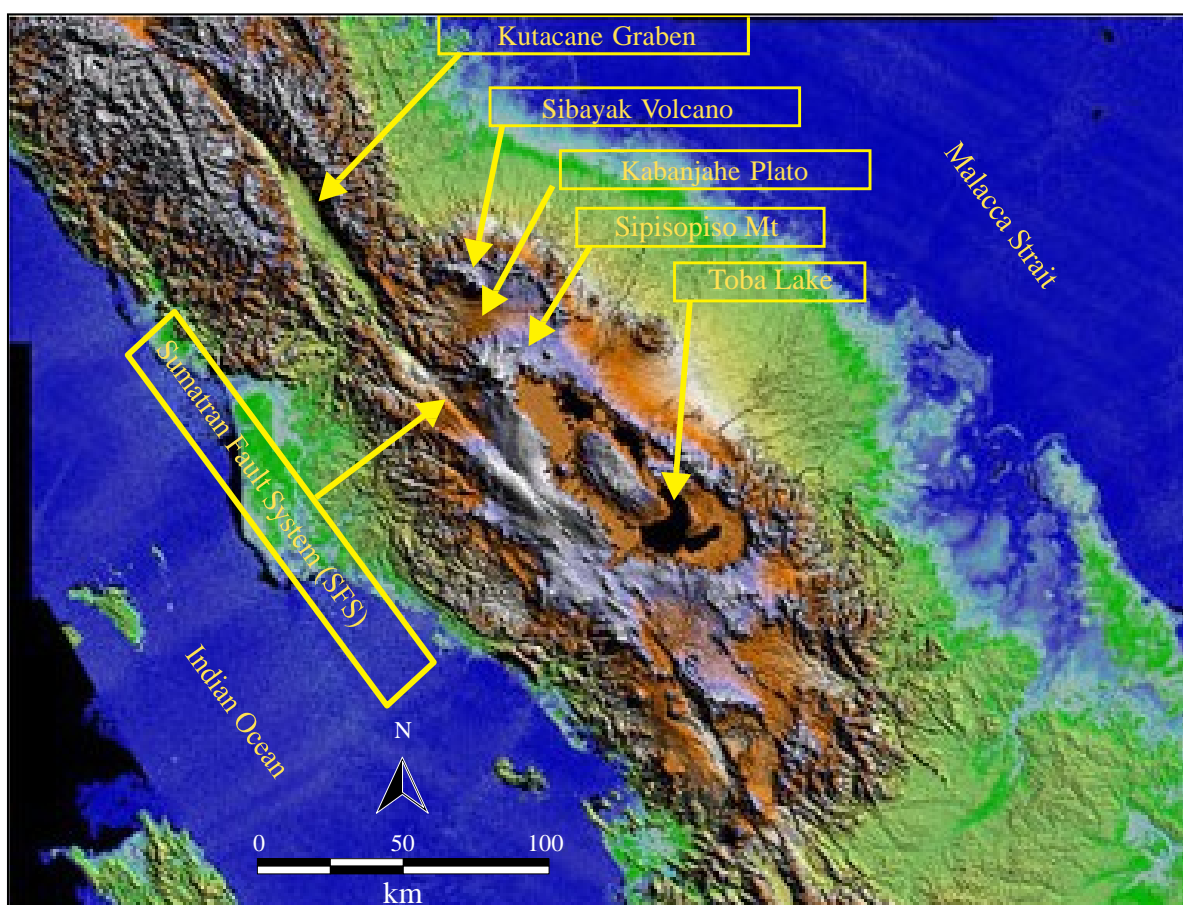 Kutacane Graben
Sibayak Volcano
Kabanjahe Plato
Sipisopiso Mt
Toba Lake
Malacca Strait
Sumatran Fault System (SFS)
Indian Ocean
N
0 50 100
km